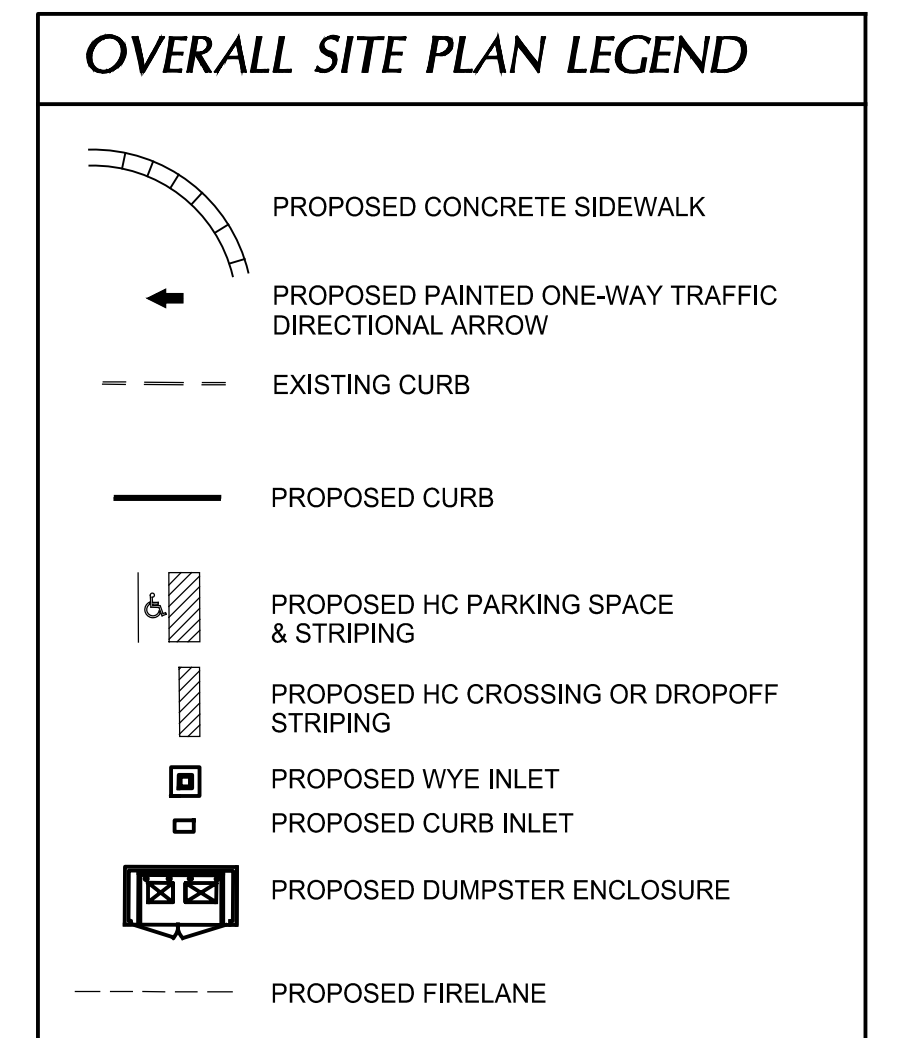 OVERALL SITE PLAN LEGEND
PROPOSED CONCRETE SIDEWALK
PROPOSED PAINTED ONE-WAY TRAFFIC
DIRECTIONAL ARROW
EXISTING CURB
PROPOSED CURB
PROPOSED HC PARKING SPACE
& STRIPING
PROPOSED HC CROSSING OR DROPOFF
STRIPING
PROPOSED WYE INLET
PROPOSED CURB INLET
PROPOSED DUMPSTER ENCLOSURE
PROPOSED FIRELANE